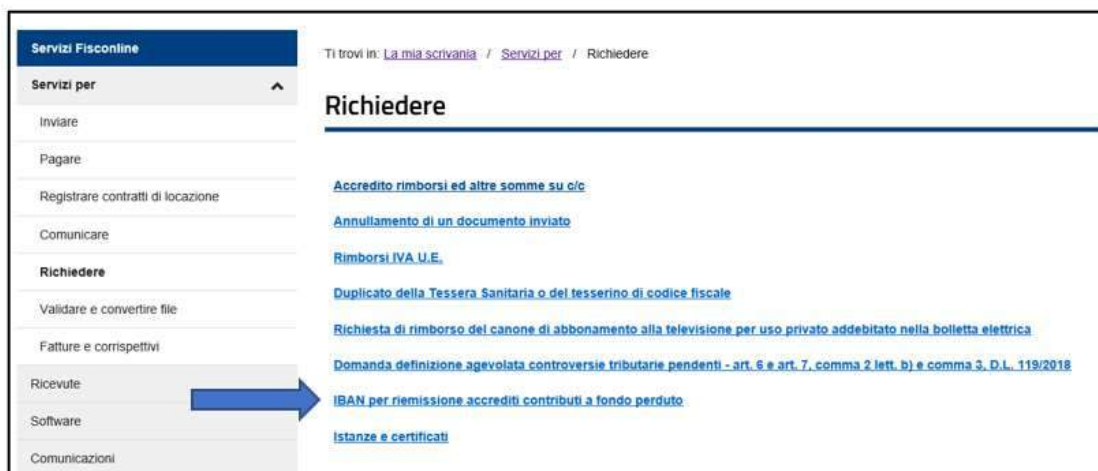 Servizi Fisconline
Servizi per
Inviare
Pagare
Registrare contratti di locazione
Comunicare
Richiedere
Validare e convertire file
Fatture e corrispettivi
Ricevute
Software
Comunicazioni
Ti trovi in: La mia scrivania / Servizi per / Richiedere
Richiedere
Accredito rimborsi ed altre somme su c/c
Annullamento di un documento inviato
Rimborsi IVA U.E.
Duplicato della Tessera Sanitaria o del tesserino di codice fiscale
Richiesta di rimborso del canone di abbonamento alla televisione per uso privato addebitato nella bolletta elettrica
Domanda definizione agevolata controversie tributarie pendenti - art. 6 e art. 7, comma 2 lett. b) e comma 3, D.L. 119/2018
IBAN per riemissione accrediti contributi a fondo perduto
Istanze e certificati